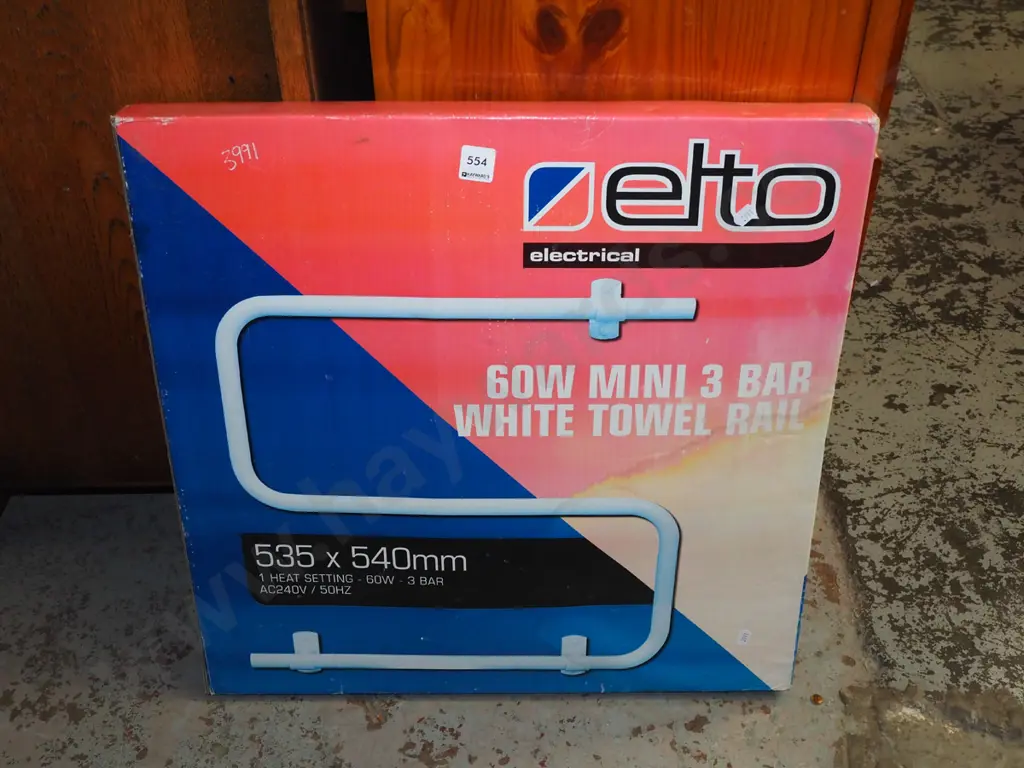 3991
554
elto
electrical
60W MINI 3 BAR
WHITE TOWEL RAIL
535 x 540mm
1 HEAT SETTING - 60W - 3 BAR
AC240V / 50HZ